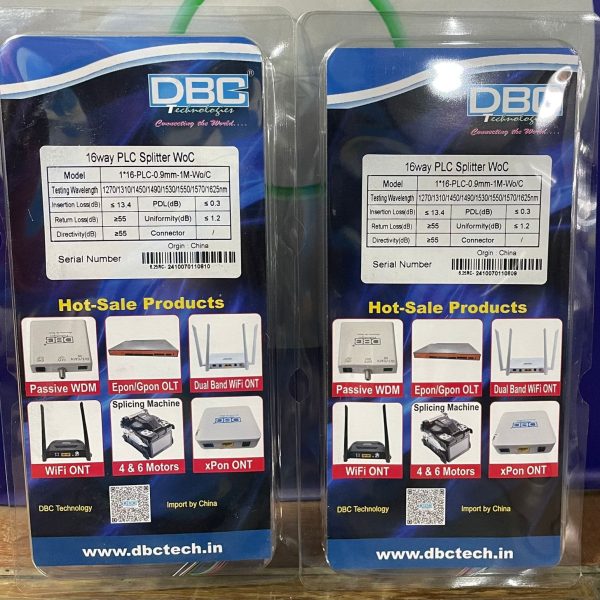 DBC®
Technologies
Connecting the World....
16way PLC Splitter WoC
Model 1*16-PLC-0.9mm-1M-Wo/C
Testing Wavelength 1270/1310/1450/1490/1530/1550/1570/1625nm
Insertion Loss(dB) ≤ 13.4 PDL(dB) ≤ 0.3
Return Loss(dB) ≥55 Uniformity(dB) ≤ 1.2
Directivity(dB) ≥55 Connector /
Orgin : China
Serial Number
6.25RC- 2410070110810
Hot-Sale Products
Passive WDM
Epon/Gpon OLT
Dual Band WiFi ONT
Splicing Machine
WiFi ONT
4 & 6 Motors
xPon ONT
DBC Technology
Import by China
www.dbctech.in
DBC
Technologies
Connecting the World....
16way PLC Splitter WoC
Model 1*16-PLC-0.9mm-1M-Wo/C
Testing Wavelength 1270/1310/1450/1490/1530/1550/1570/1625nm
Insertion Loss(dB) ≤ 13.4 PDL(dB) ≤ 0.3
Return Loss(dB) ≥55 Uniformity(dB) ≤ 1.2
Directivity(dB) ≥55 Connector /
Orgin : China
Serial Number
6.25RC- 2410070110809
Hot-Sale Products
Passive WDM
Epon/Gpon OLT
Dual Band WiFi ONT
Splicing Machine
WiFi ONT
4 & 6 Motors
xPon ONT
DBC Technology
Import by China
www.dbctech.in